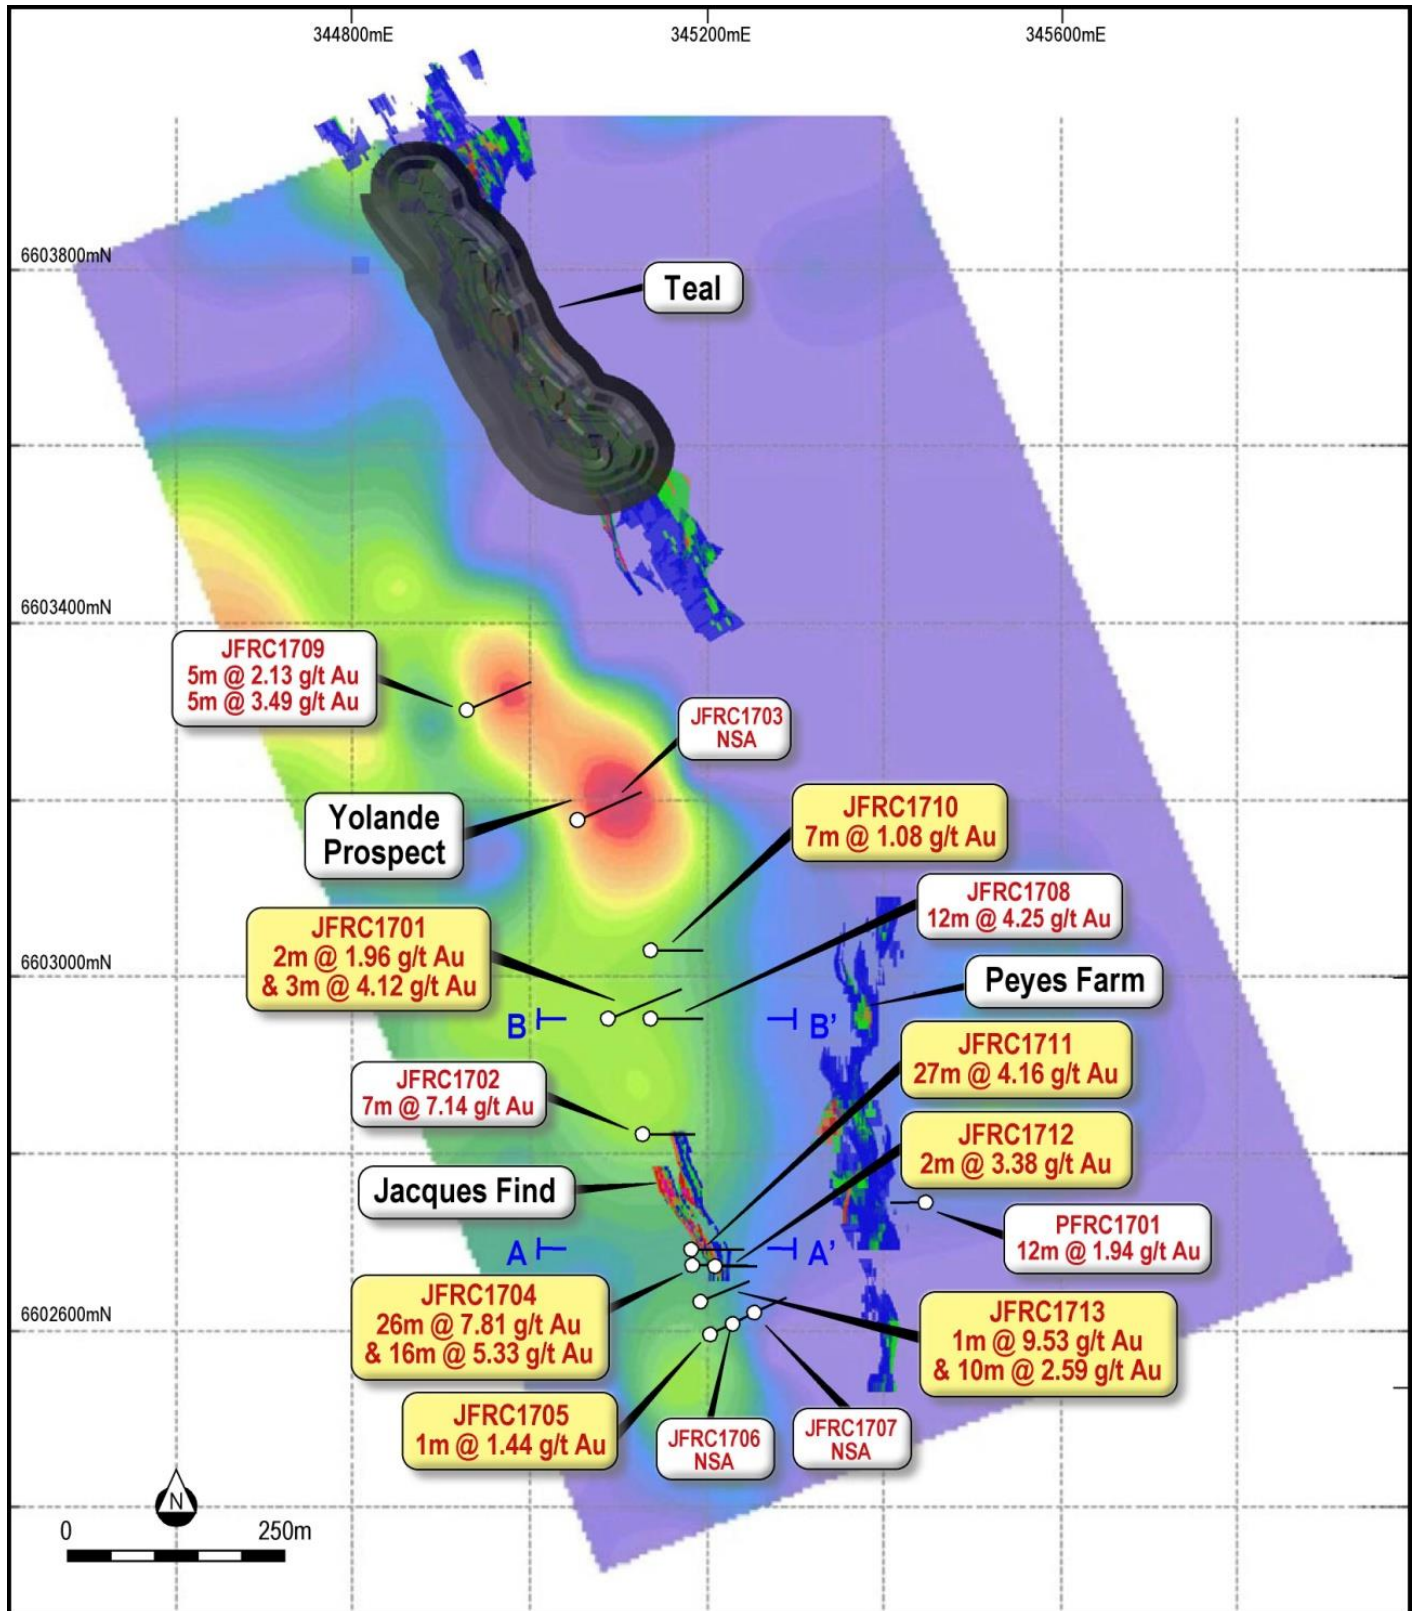 344800mE
345200mE
345600mE
6603800mN
Teal
6603400mN
JFRC1709
5m @ 2.13 g/t Au
5m @ 3.49 g/t Au
JFRC1703
NSA
Yolande
Prospect
JFRC1710
7m @ 1.08 g/t Au
JFRC1708
12m @ 4.25 g/t Au
JFRC1701
2m @ 1.96 g/t Au
& 3m @ 4.12 g/t Au
6603000mN
Peyes Farm
B
B'
JFRC1711
27m @ 4.16 g/t Au
JFRC1702
7m @ 7.14 g/t Au
JFRC1712
2m @ 3.38 g/t Au
Jacques Find
PFRC1701
12m @ 1.94 g/t Au
A
A'
JFRC1704
26m @ 7.81 g/t Au
& 16m @ 5.33 g/t Au
6602600mN
JFRC1713
1m @ 9.53 g/t Au
& 10m @ 2.59 g/t Au
JFRC1705
1m @ 1.44 g/t Au
JFRC1706
NSA
JFRC1707
NSA
N
0 250m